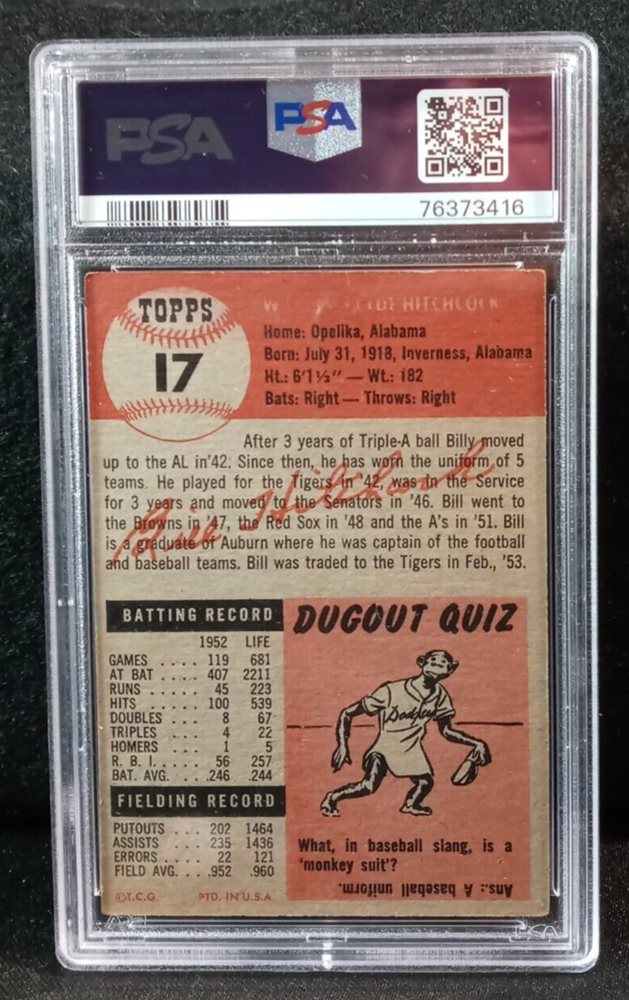 PSA
PSA
76373416
TOPPS
17
HITCHCOCK
Home: Opelika, Alabama
Born: July 31, 1918, Inverness, Alabama
Ht.: 6'1½" — Wt.: 182
Bats: Right — Throws: Right
After 3 years of Triple-A ball Billy moved
up to the AL in '42. Since then, he has worn the uniform of 5
teams. He played for the Tigers in '42, was in the Service
for 3 years and moved to the Senators in '46. Bill went to
the Browns in '47, the Red Sox in '48 and the A's in '51. Bill
is a graduate of Auburn where he was captain of the football
and baseball teams. Bill was traded to the Tigers in Feb., '53.
Bill Hitchcock
BATTING RECORD
1952 LIFE
GAMES .... 119 681
AT BAT .... 407 2211
RUNS ..... 45 223
HITS ..... 100 539
DOUBLES ... 8 67
TRIPLES ... 4 22
HOMERS ... 1 5
R. B. I. .... 56 257
BAT. AVG. ... .246 .244
FIELDING RECORD
PUTOUTS ... 202 1464
ASSISTS ... 235 1436
ERRORS .... 22 121
FIELD AVG. ... .952 .960
©T.C.G. PTD. IN U.S.A
DUGOUT QUIZ
Dodgers
What, in baseball slang, is a
'monkey suit'?
Ans.: A baseball uniform.